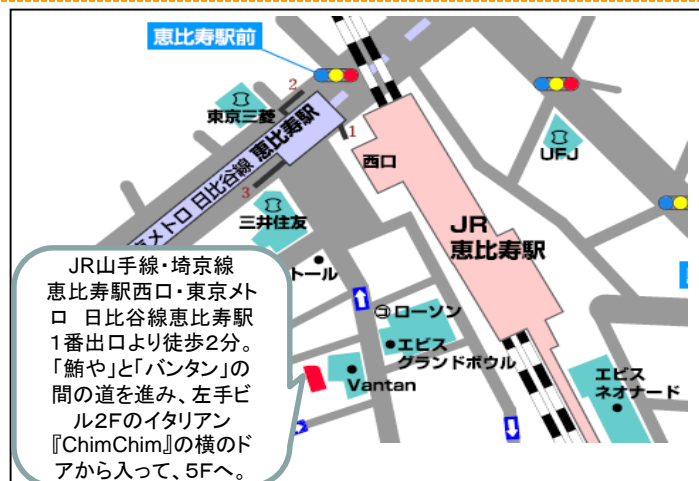 恵比寿駅前
2
東京三菱
1
西口
UFJ
メトロ 日比谷線 恵比寿駅
3
三井住友
JR
恵比寿駅
トール
ローソン
エビス
グランドボウル
Vantan
エビス
ネオナード
JR山手線・埼京線
恵比寿駅西口・東京メト
ロ 日比谷線恵比寿駅
1番出口より徒歩2分。
「鮪や」と「バンタン」の
間の道を進み、左手ビ
ル2Fのイタリアン
『ChimChim』の横のド
アから入って、5Fへ。